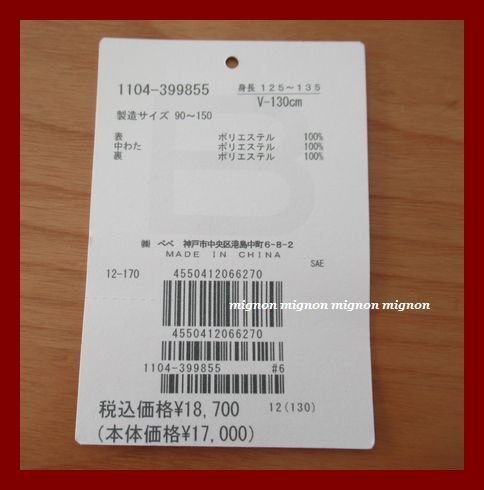 1104-399855
身長 125～135
V-130cm
製造サイズ 90～150
表 ポリエステル 100%
中わた ポリエステル 100%
裏 ポリエステル 100%
B
㈱ べべ 神戸市中央区港島中町6-8-2
MADE IN CHINA
SAE
12-170 4550412066270
mignon mignon mignon mignon
4550412066270
1104-399855 #6
税込価格¥18,700 12(130)
(本体価格¥17,000)